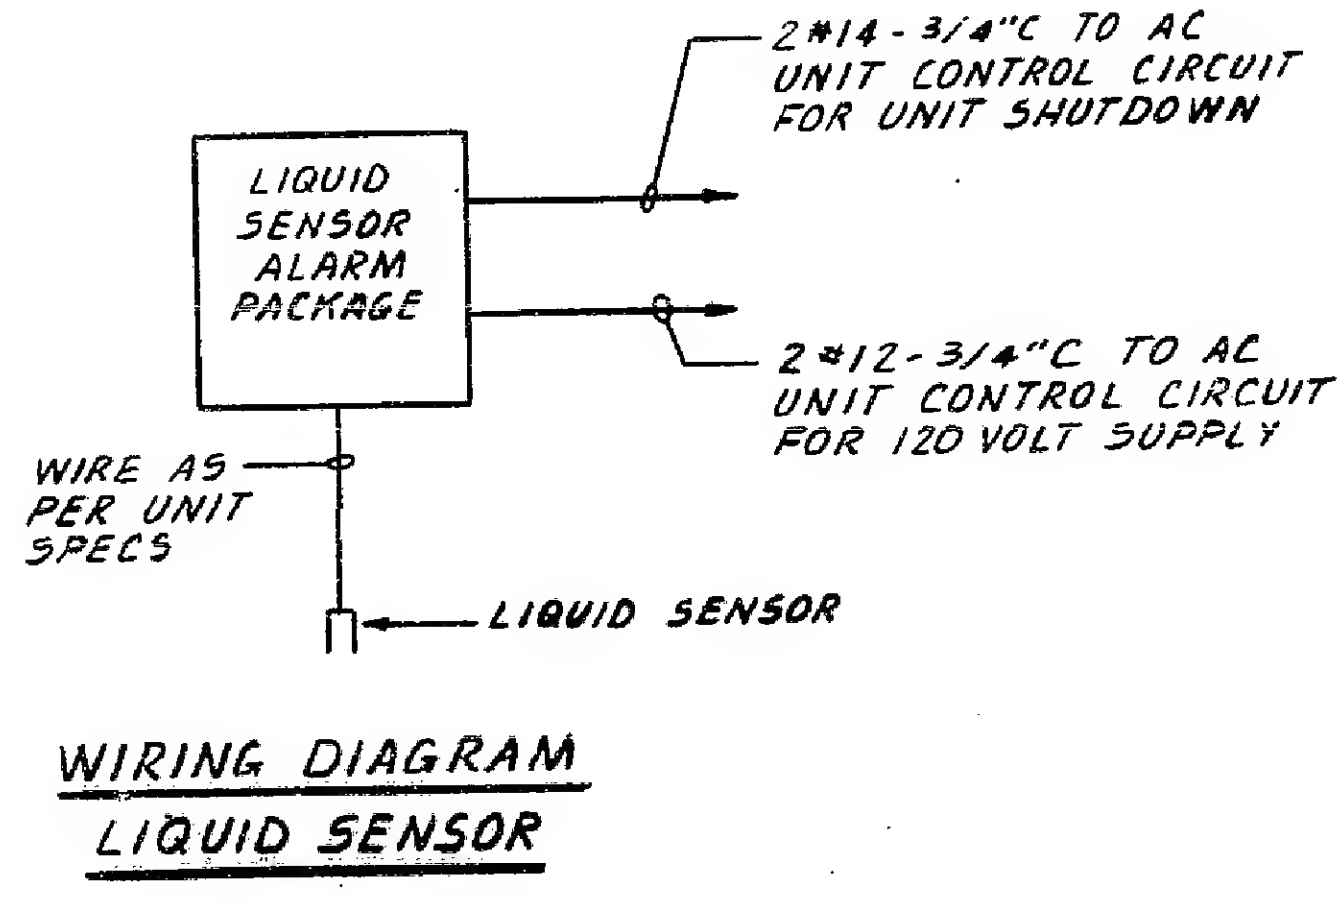 2#14-3/4"C TO AC
UNIT CONTROL CIRCUIT
FOR UNIT SHUTDOWN
LIQUID
SENSOR
ALARM
PACKAGE
2#12-3/4"C TO AC
UNIT CONTROL CIRCUIT
FOR 120 VOLT SUPPLY
WIRE AS
PER UNIT
SPECS
LIQUID SENSOR
WIRING DIAGRAM
LIQUID SENSOR